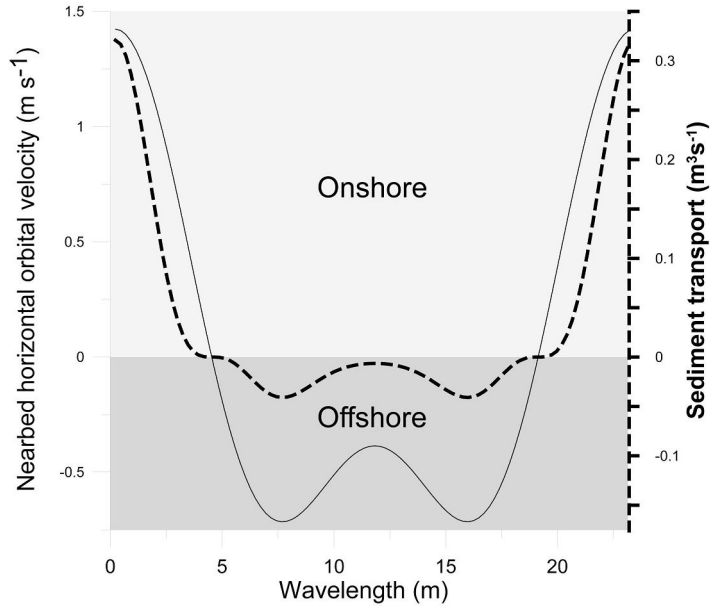 1.5
1
0.5
0
-0.5
Nearbed horizontal orbital velocity (m s-1)
Onshore
Offshore
0.3
0.2
0.1
0
-0.1
Sediment transport (m³s-¹)
0 5 10 15 20
Wavelength (m)